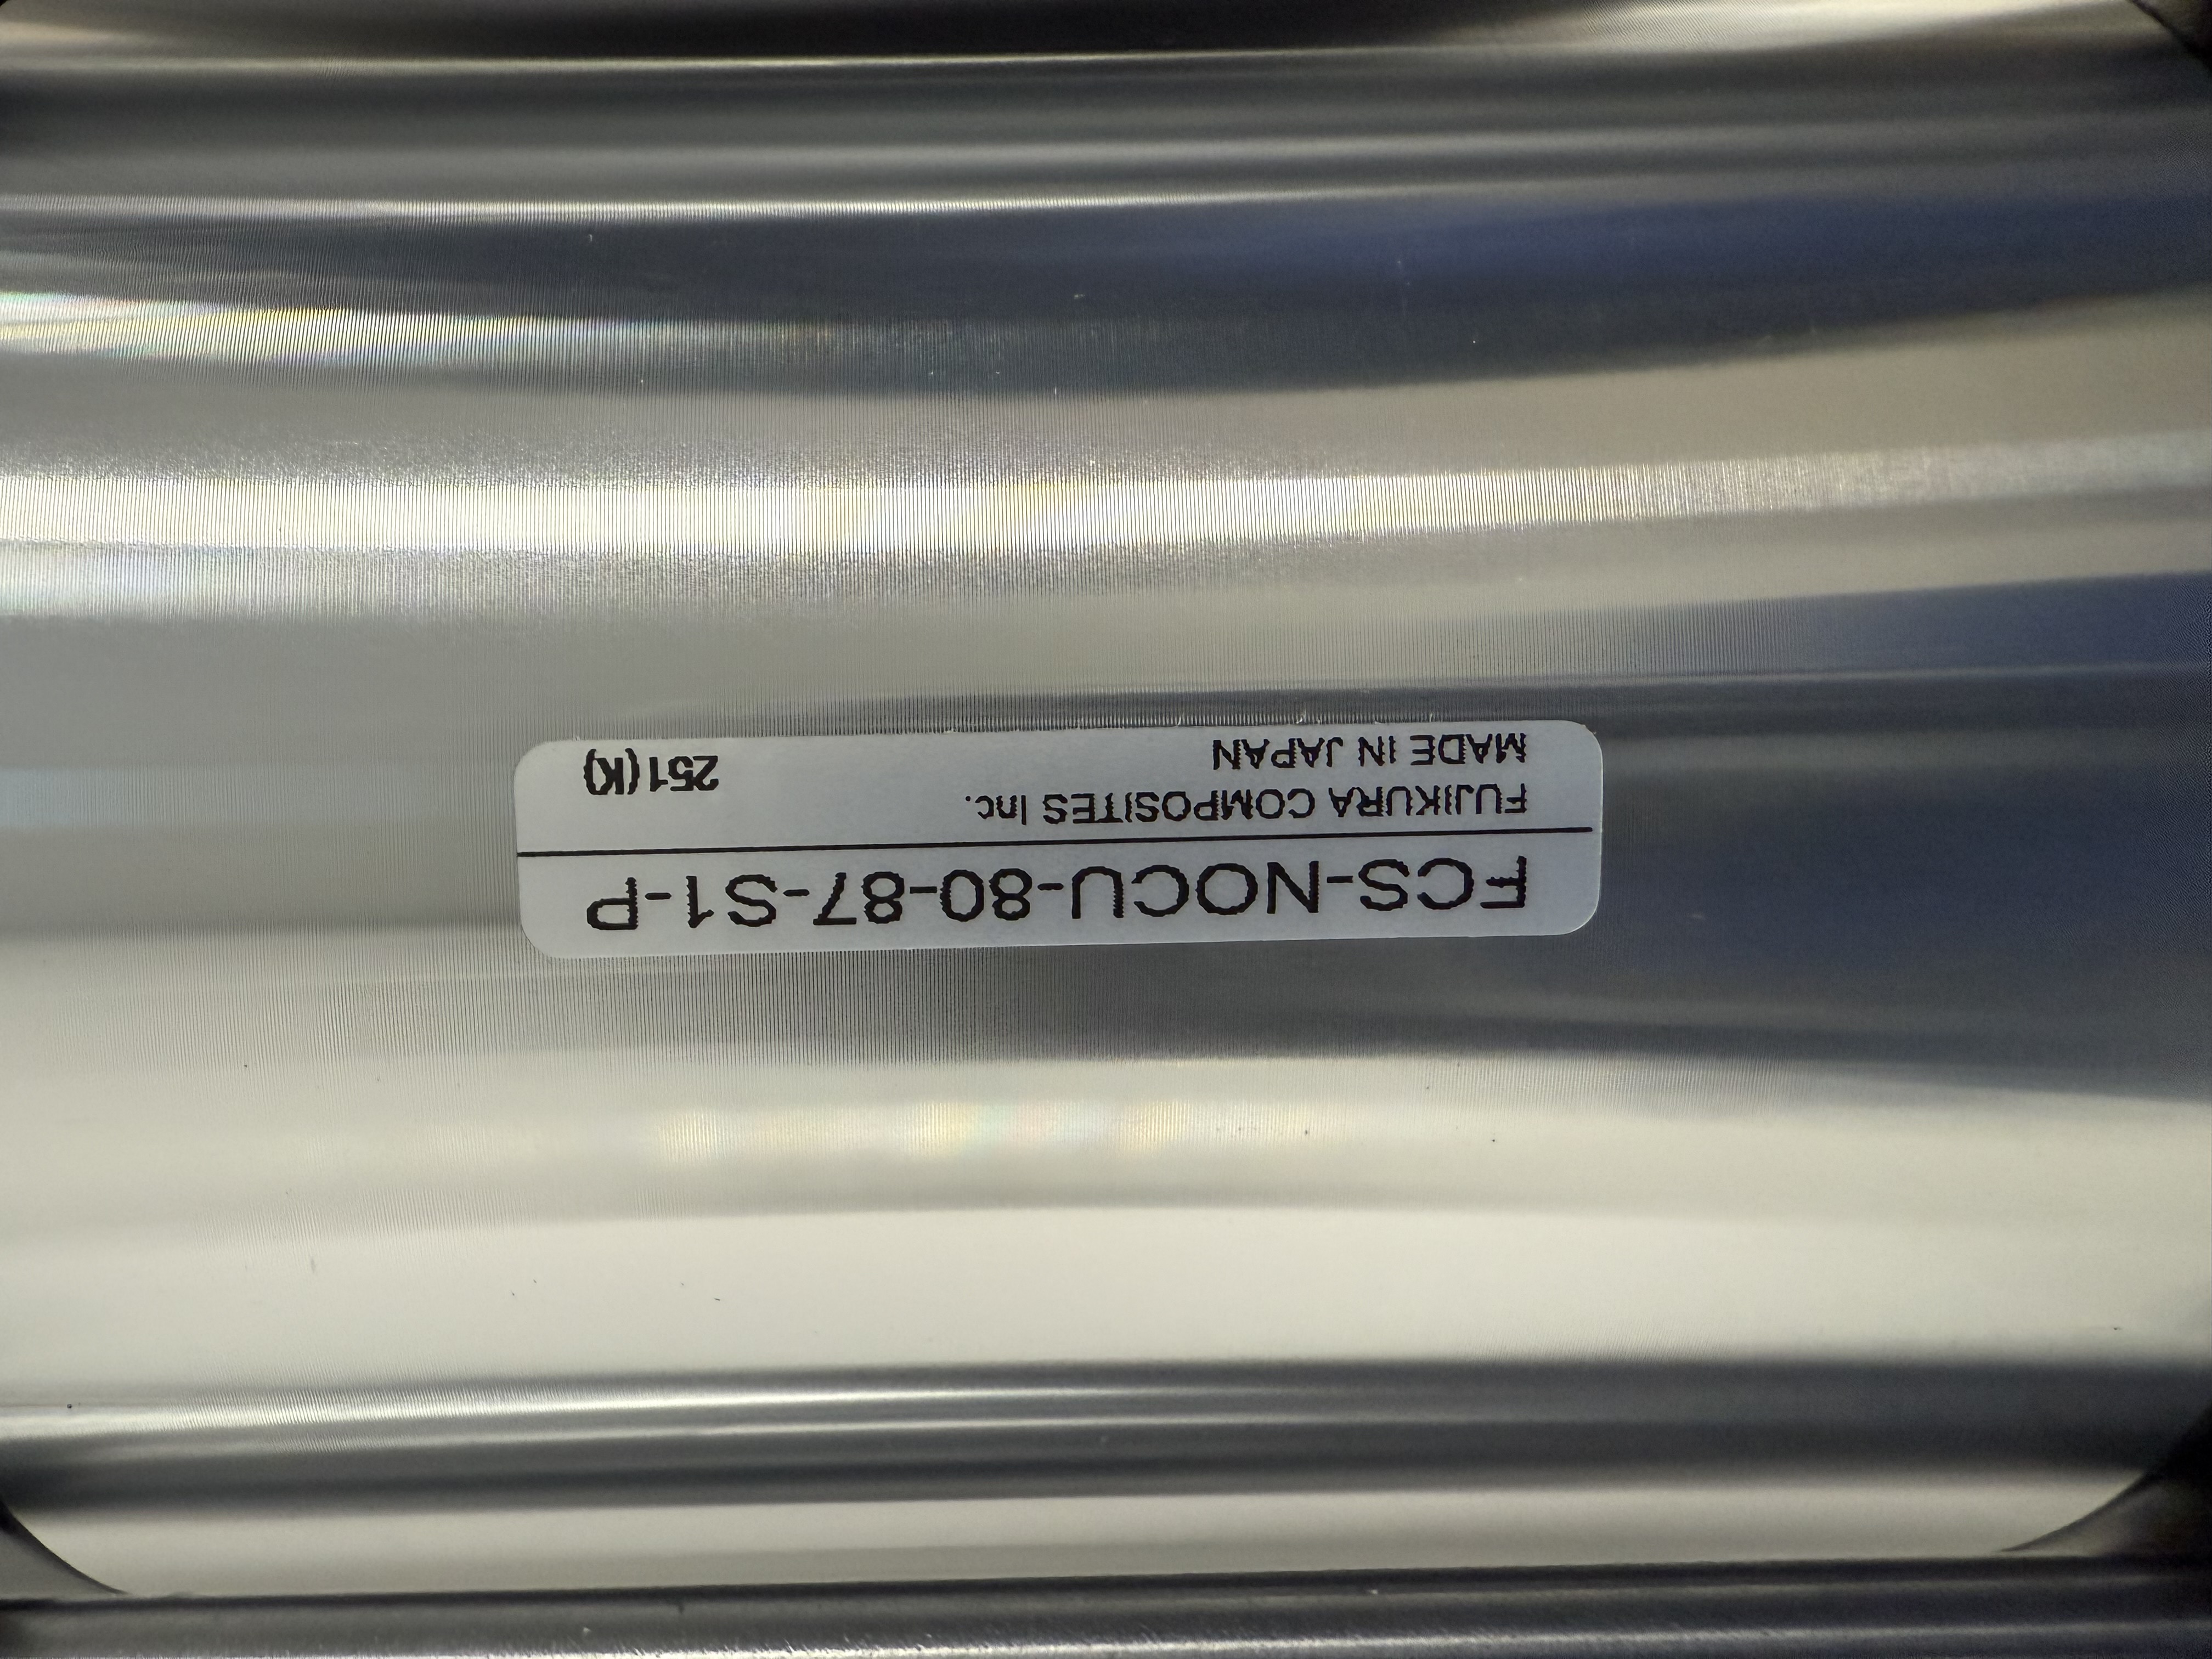 FCS-NOCU-80-87-S1-P
FUJIKURA COMPOSITES Inc.
MADE IN JAPAN 251(K)